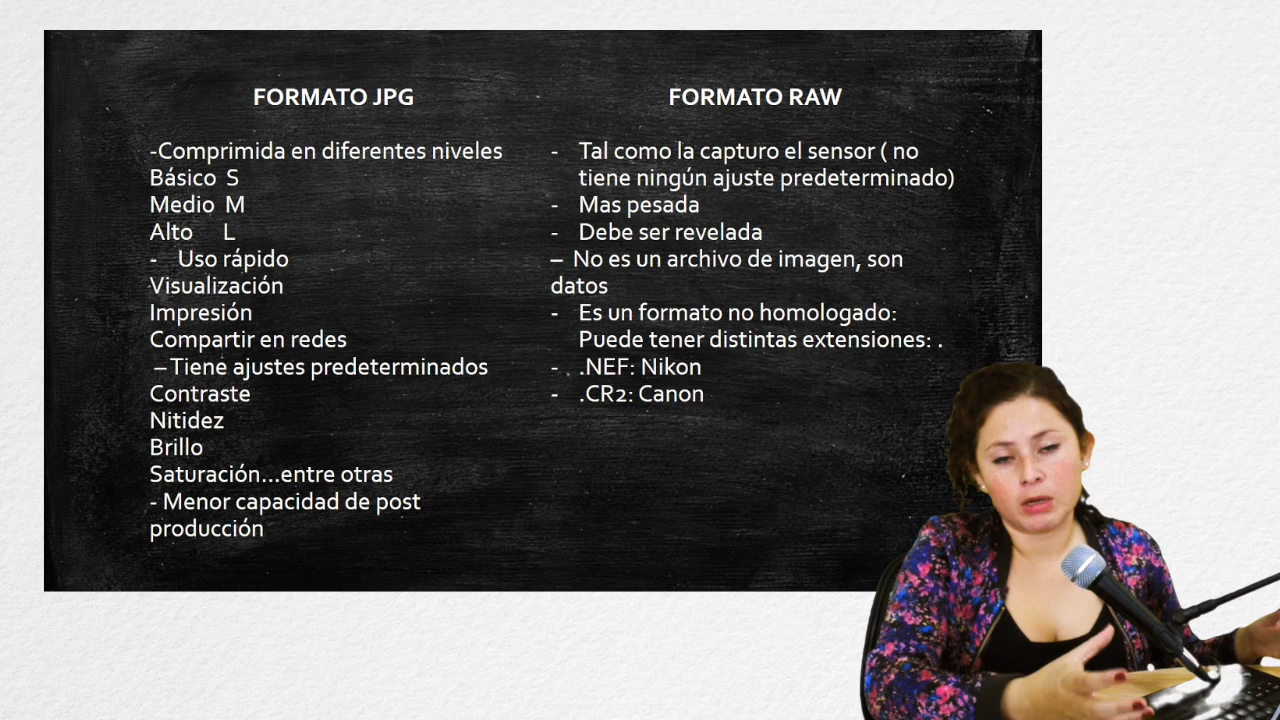 FORMATO JPG
-Comprimida en diferentes niveles
Básico S
Medio M
Alto L
- Uso rápido
Visualización
Impresión
Compartir en redes
– Tiene ajustes predeterminados
Contraste
Nitidez
Brillo
Saturación...entre otras
- Menor capacidad de post
producción
FORMATO RAW
- Tal como la capturo el sensor ( no
tiene ningún ajuste predeterminado)
- Mas pesada
- Debe ser revelada
– No es un archivo de imagen, son
datos
- Es un formato no homologado:
Puede tener distintas extensiones: .
- .NEF: Nikon
- .CR2: Canon